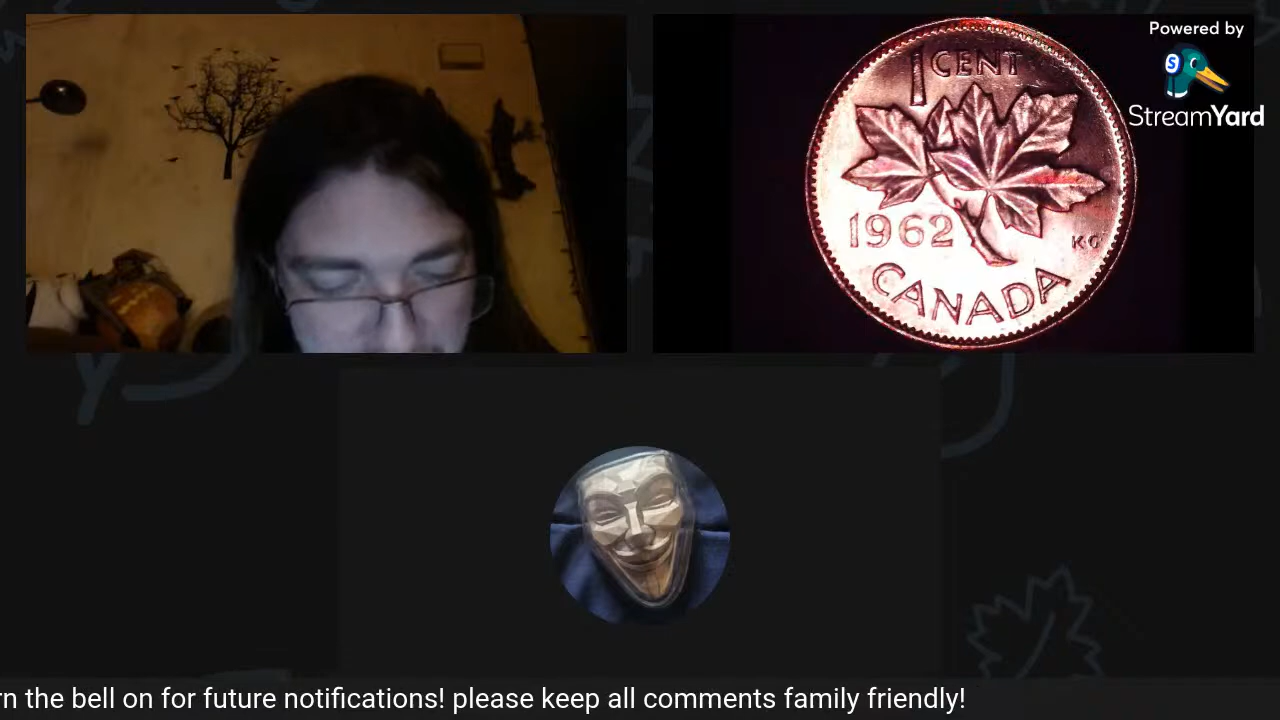 Powered by
S
StreamYard
1 CENT
1962
KG
CANADA
rn the bell on for future notifications! please keep all comments family friendly!